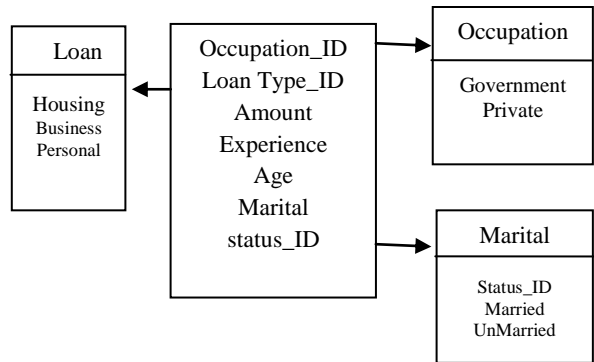 Loan
Housing
Business
Personal
Occupation_ID
Loan Type_ID
Amount
Experience
Age
Marital
status_ID
Occupation
Government
Private
Marital
Status_ID
Married
UnMarried